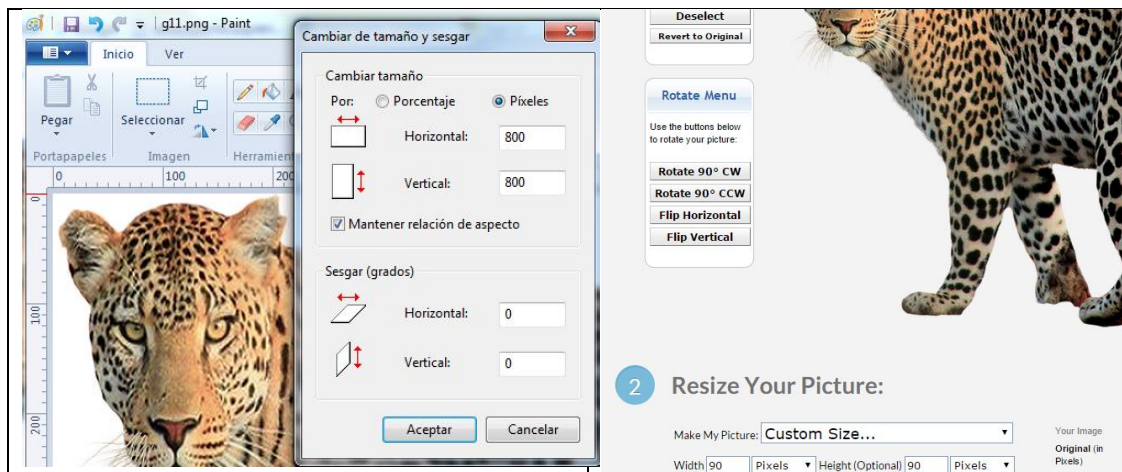 g11.png - Paint
Inicio Ver
Pegar
Seleccionar
Portapapeles Imagen
0 100
0
100
200
Cambiar de tamaño y sesgar
Cambiar tamaño
Por: Porcentaje Píxeles
Horizontal: 800
Vertical: 800
Mantener relación de aspecto
Sesgar (grados)
Horizontal: 0
Vertical: 0
Aceptar Cancelar
Deselect
Revert to Original
Rotate Menu
Use the buttons below
to rotate your picture:
Rotate 90° CW
Rotate 90° CCW
Flip Horizontal
Flip Vertical
2 Resize Your Picture:
Make My Picture: Custom Size...
Width 90 Pixels Height (Optional) 90 Pixels
Your Image
Original (in
Pixels)